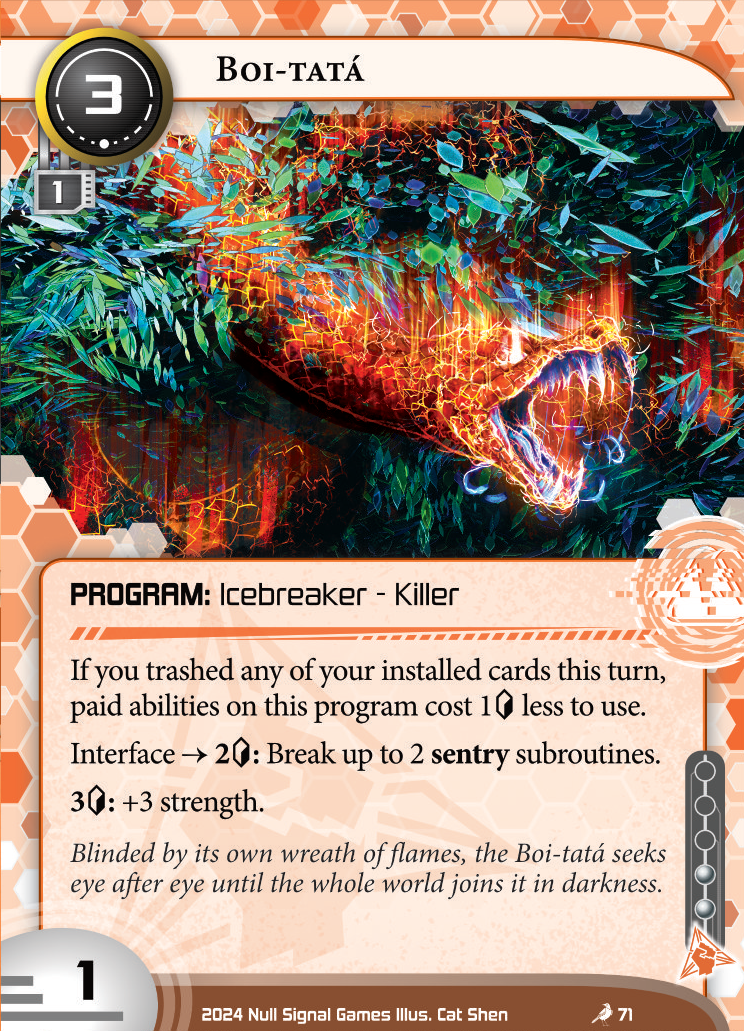 3
BOI-TATÁ
1
PROGRAM: Icebreaker - Killer
If you trashed any of your installed cards this turn,
paid abilities on this program cost 1 less to use.
Interface → 2: Break up to 2 sentry subroutines.
3: +3 strength.
Blinded by its own wreath of flames, the Boi-tatá seeks
eye after eye until the whole world joins it in darkness.
1
2024 Null Signal Games Illus. Cat Shen
71